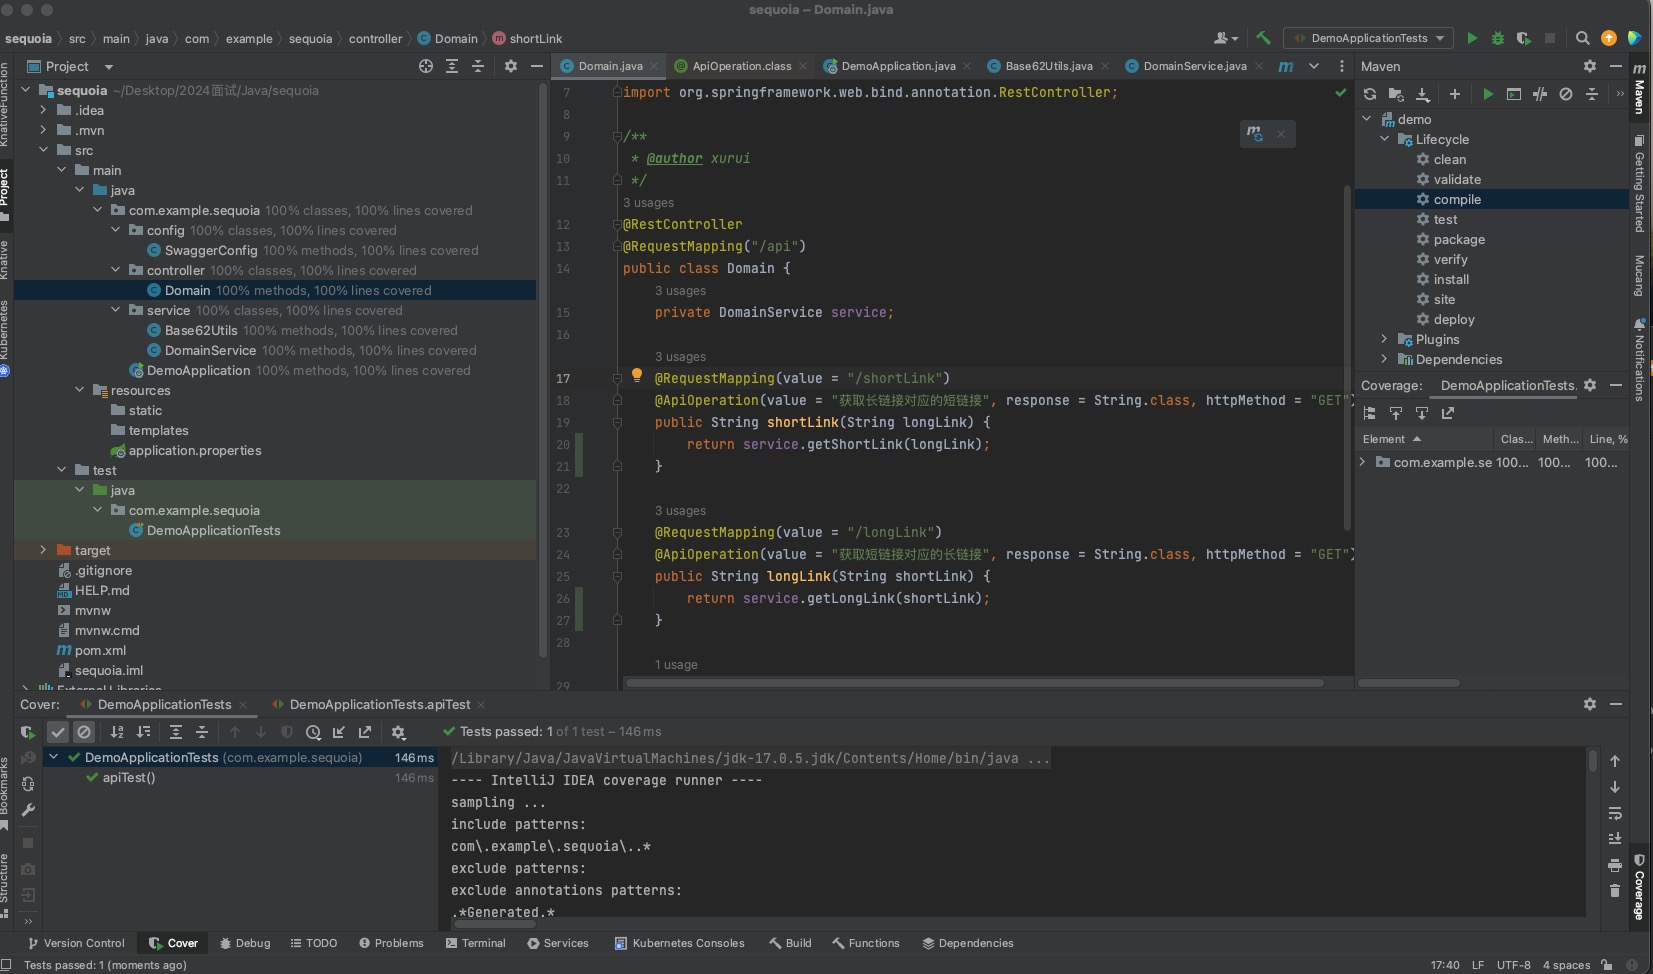 sequoia – Domain.java
sequoia src main java com example sequoia controller Domain shortLink
DemoApplicationTests
Project
sequoia ~/Desktop/2024面试/Java/sequoia
.idea
.mvn
src
main
java
com.example.sequoia 100% classes, 100% lines covered
config 100% classes, 100% lines covered
SwaggerConfig 100% methods, 100% lines covered
controller 100% classes, 100% lines covered
Domain 100% methods, 100% lines covered
service 100% classes, 100% lines covered
Base62Utils 100% methods, 100% lines covered
DomainService 100% methods, 100% lines covered
DemoApplication 100% methods, 100% lines covered
resources
static
templates
application.properties
test
java
com.example.sequoia
DemoApplicationTests
target
.gitignore
HELP.md
mvnw
mvnw.cmd
pom.xml
sequoia.iml
External Libraries
KnativeFunction
Project
Knative
Kubernetes
Bookmarks
Structure
Domain.java ApiOperation.class DemoApplication.java Base62Utils.java DomainService.java
7 import org.springframework.web.bind.annotation.RestController;
8
9 /**
10 * @author xurui
11 */
3 usages
12 @RestController
13 @RequestMapping("/api")
14 public class Domain {
3 usages
15 private DomainService service;
16
3 usages
17 @RequestMapping(value = "/shortLink")
18 @ApiOperation(value = "获取长链接对应的短链接", response = String.class, httpMethod = "GET")
19 public String shortLink(String longLink) {
20 return service.getShortLink(longLink);
21 }
22
3 usages
23 @RequestMapping(value = "/longLink")
24 @ApiOperation(value = "获取短链接对应的长链接", response = String.class, httpMethod = "GET")
25 public String longLink(String shortLink) {
26 return service.getLongLink(shortLink);
27 }
28
1 usage
29
Maven
demo
Lifecycle
clean
validate
compile
test
package
verify
install
site
deploy
Plugins
Dependencies
Coverage: DemoApplicationTests.
Element Clas... Meth... Line, %
com.example.se 100... 100... 100...
Maven
Getting Started
Mucang
Notifications
Coverage
Cover: DemoApplicationTests DemoApplicationTests.apiTest
Tests passed: 1 of 1 test – 146 ms
DemoApplicationTests (com.example.sequoia) 146 ms
apiTest() 146 ms
/Library/Java/JavaVirtualMachines/jdk-17.0.5.jdk/Contents/Home/bin/java ...
---- IntelliJ IDEA coverage runner ----
sampling ...
include patterns:
com\.example\.sequoia\..*
exclude patterns:
exclude annotations patterns:
.*Generated.*
Version Control Cover Debug TODO Problems Terminal Services Kubernetes Consoles Build Functions Dependencies
Tests passed: 1 (moments ago)
17:40 LF UTF-8 4 spaces